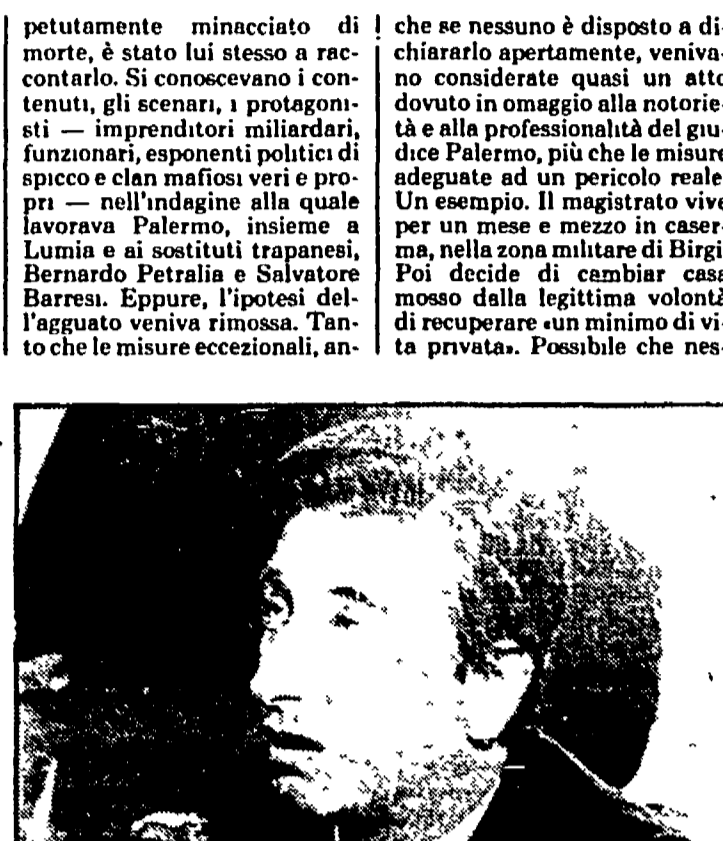 petutamente minacciato di
morte, è stato lui stesso a rac-
contarlo. Si conoscevano i con-
tenuti, gli scenari, i protagoni-
sti — imprenditori miliardari,
funzionari, esponenti politici di
spicco e clan mafiosi veri e pro-
pri — nell'indagine alla quale
lavorava Palermo, insieme a
Lumia e ai sostituti trapanesi,
Bernardo Petralia e Salvatore
Barresi. Eppure, l'ipotesi del-
l'agguato veniva rimossa. Tan-
to che le misure eccezionali, an-
che se nessuno è disposto a di-
chiararlo apertamente, veniva-
no considerate quasi un atto
dovuto in omaggio alla notorie-
tà e alla professionalità del giu-
dice Palermo, più che le misure
adeguate ad un pericolo reale
Un esempio. Il magistrato vive
per un mese e mezzo in caser-
ma, nella zona militare di Birgi
Poi decide di cambiar casa
mosso dalla legittima volontà
di recuperare «un minimo di vi-
ta privata». Possibile che nes-